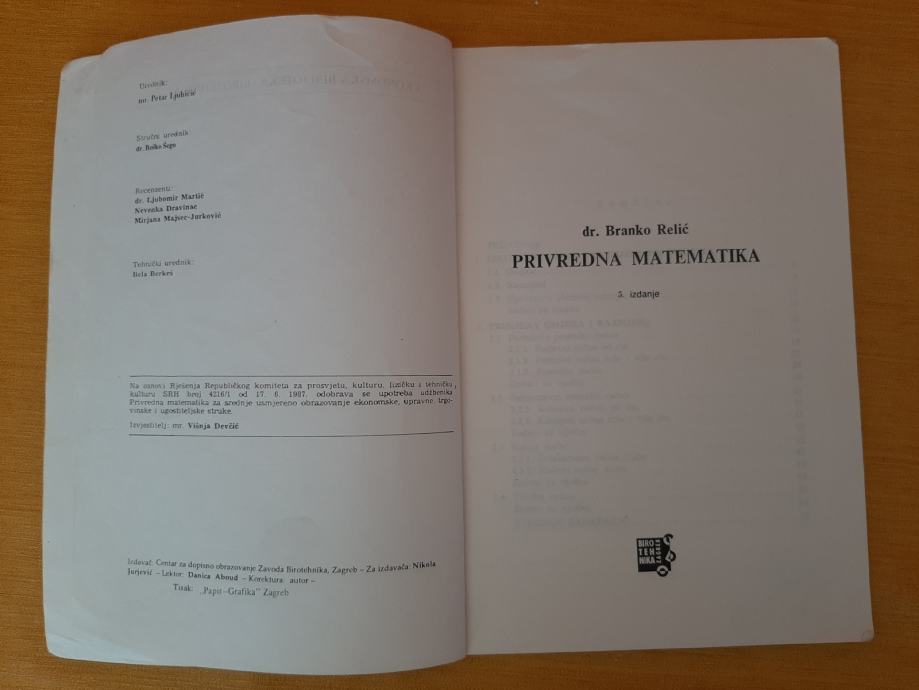 Urednik:
mr. Petar Ljubičić
Stručni urednik:
dr. Boško Šego
Recenzenti:
dr. Ljubomir Martić
Nevenka Dravinac
Mirjana Majsec-Jurković
Tehnički urednik:
Bela Berkeš
Na osnovi Rješenja Republičkog komiteta za prosvjetu, kulturu, fizičku i tehničku
kulturu SRH broj 4216/1 od 17. 6. 1987. odobrava se upotreba udžbenika
Privredna matematika za srednje usmjereno obrazovanje ekonomske, upravne, trgo-
vinske i ugostiteljske struke.
Izvjestitelj: mr. Višnja Devčić
Izdavač: Centar za dopisno obrazovanje Zavoda Birotehnika, Zagreb – Za izdavača: Nikola
Jurjević – Lektor: Danica Aboud – Korektura: autor –
Tisak: „Papir–Grafika" Zagreb
dr. Branko Relić
PRIVREDNA MATEMATIKA
5. izdanje
BIRO
TEH
NIKA